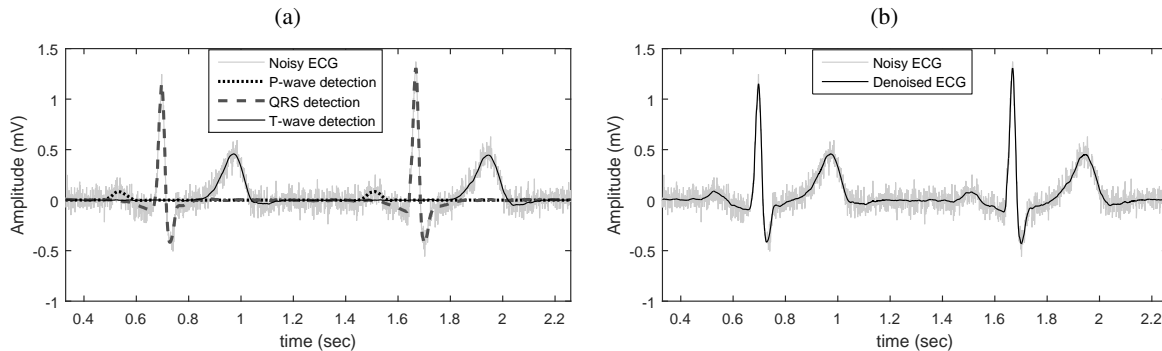 (a)
1.5
1
0.5
0
-0.5
-1
Amplitude (mV)
Noisy ECG
P-wave detection
QRS detection
T-wave detection
0.4 0.6 0.8 1 1.2 1.4 1.6 1.8 2 2.2
time (sec)
(b)
1.5
1
0.5
0
-0.5
-1
Amplitude (mV)
Noisy ECG
Denoised ECG
0.4 0.6 0.8 1 1.2 1.4 1.6 1.8 2 2.2
time (sec)